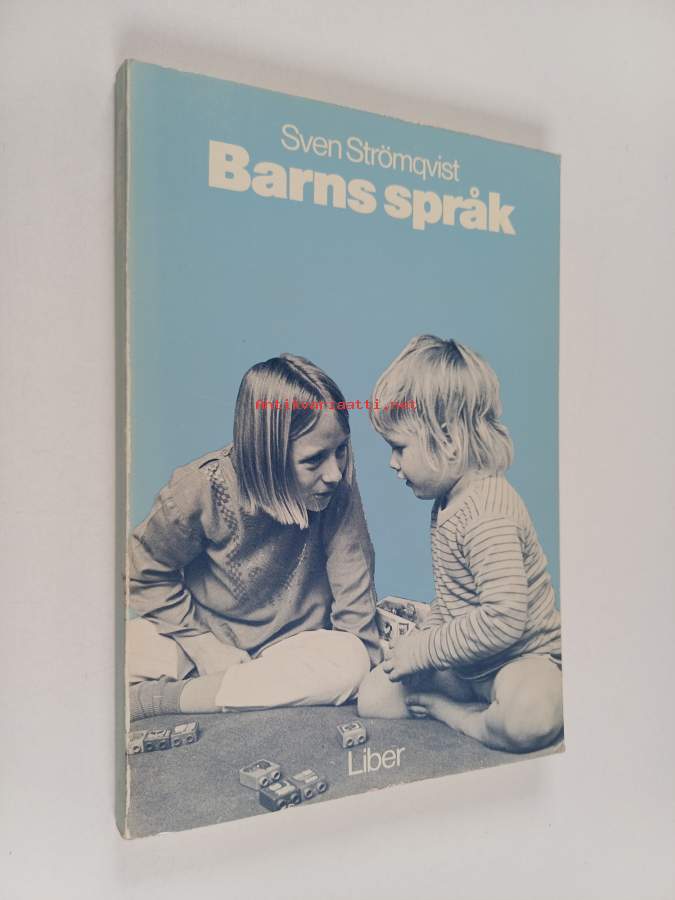 Sven Strömqvist
Barns språk
Antikvariaatti.net
Liber